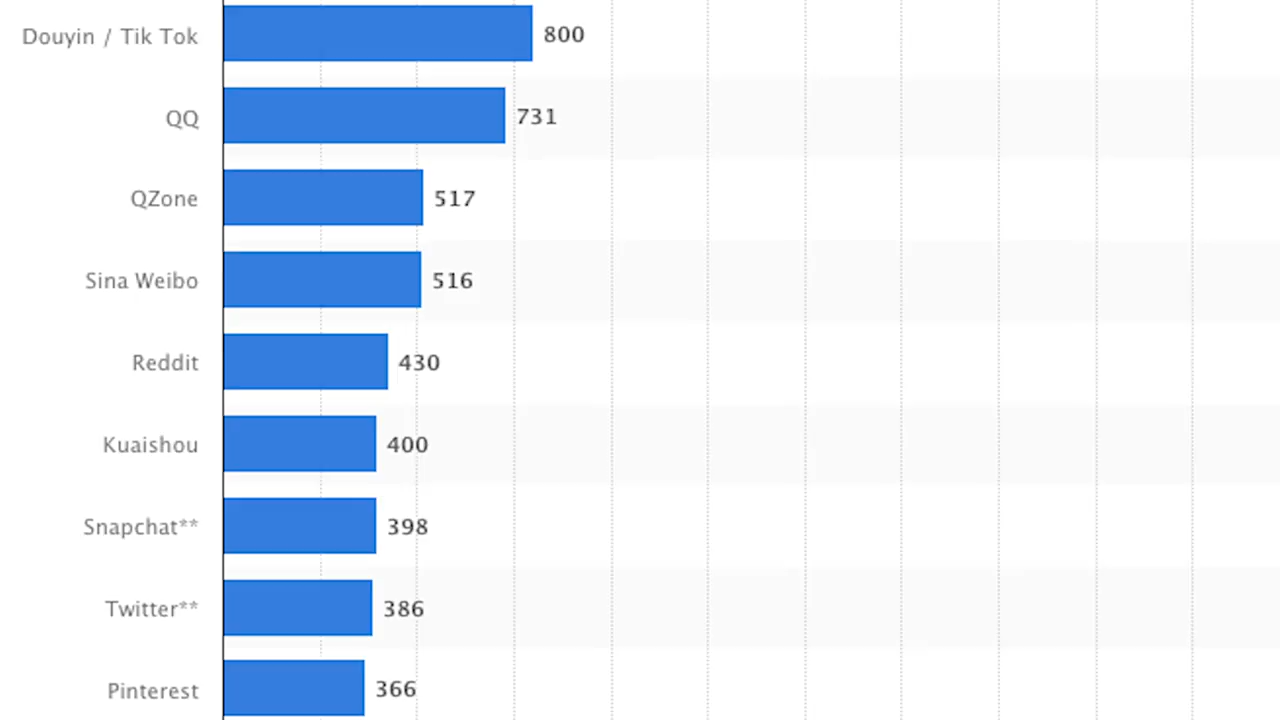 Douyin / Tik Tok 800
QQ 731
QZone 517
Sina Weibo 516
Reddit 430
Kuaishou 400
Snapchat** 398
Twitter** 386
Pinterest 366